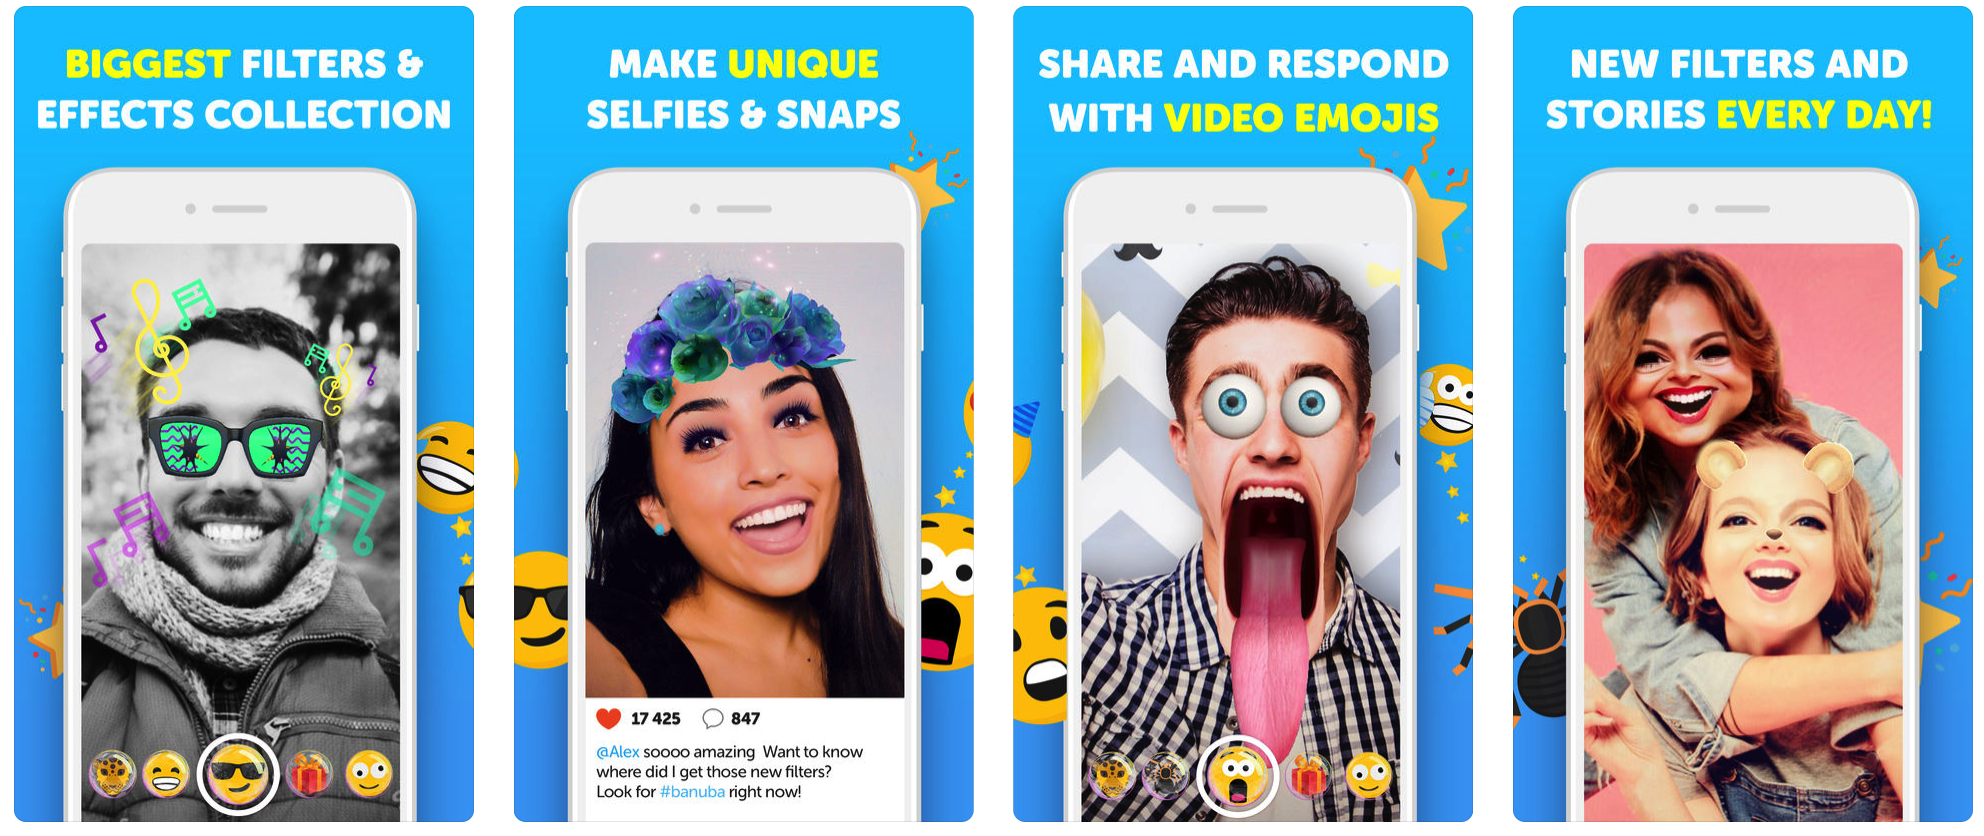 BIGGEST FILTERS &
EFFECTS COLLECTION
MAKE UNIQUE
SELFIES & SNAPS
17 425 847
@Alex soooo amazing Want to know
where did I get those new filters?
Look for #banuba right now!
SHARE AND RESPOND
WITH VIDEO EMOJIS
NEW FILTERS AND
STORIES EVERY DAY!